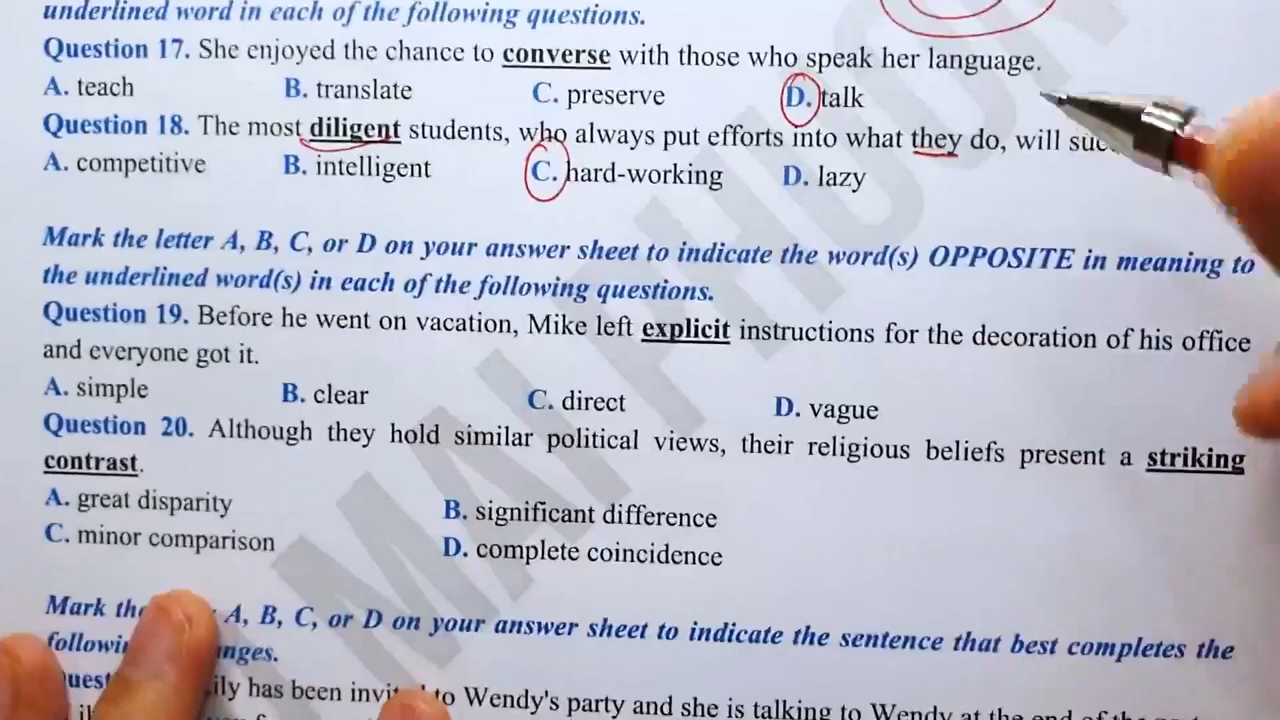 underlined word in each of the following questions.
Question 17. She enjoyed the chance to converse with those who speak her language.
A. teach B. translate C. preserve D. talk
Question 18. The most diligent students, who always put efforts into what they do, will
A. competitive B. intelligent C. hard-working D. lazy
Mark the letter A, B, C, or D on your answer sheet to indicate the word(s) OPPOSITE in meaning to
the underlined word(s) in each of the following questions.
Question 19. Before he went on vacation, Mike left explicit instructions for the decoration of his office
and everyone got it.
A. simple B. clear C. direct D. vague
Question 20. Although they hold similar political views, their religious beliefs present a striking
contrast.
A. great disparity B. significant difference
C. minor comparison D. complete coincidence
Mark A, B, C, or D on your answer sheet to indicate the sentence that best completes the
has been to Wendy's party and she is talking to Wendy at the end of the